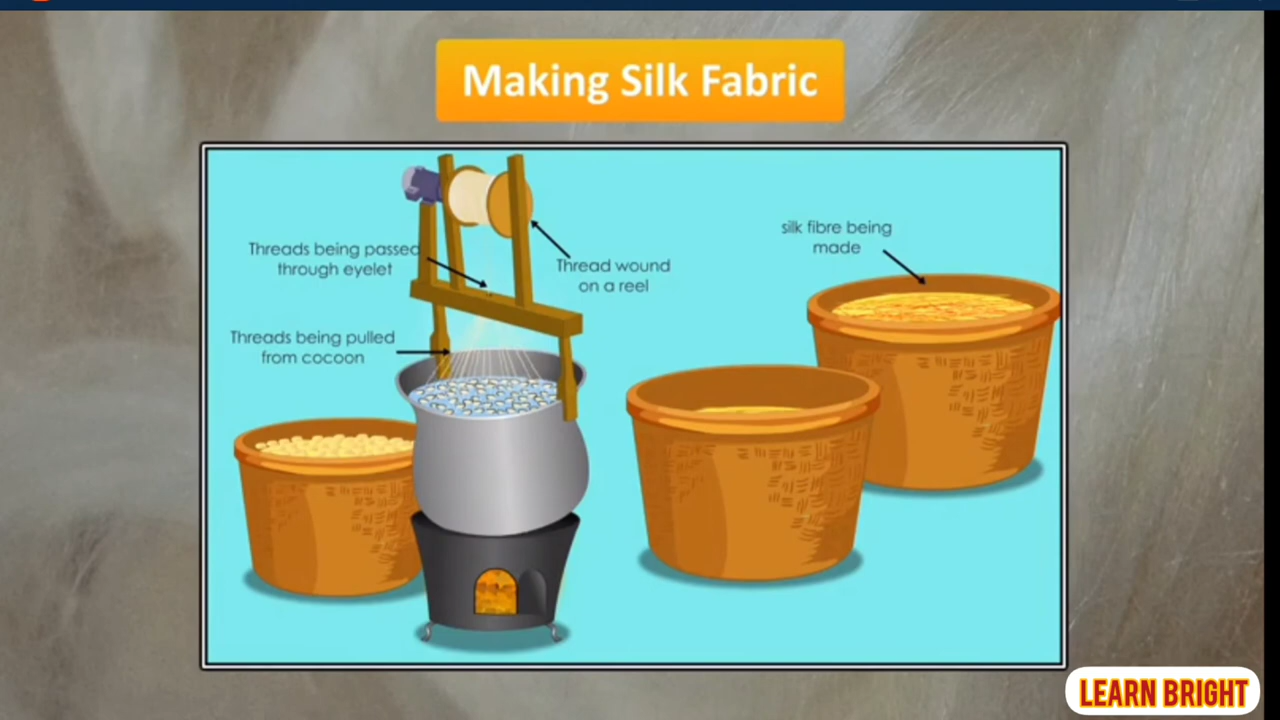 Making Silk Fabric
Threads being passed
through eyelet
Thread wound
on a reel
silk fibre being
made
Threads being pulled
from cocoon
LEARN BRIGHT